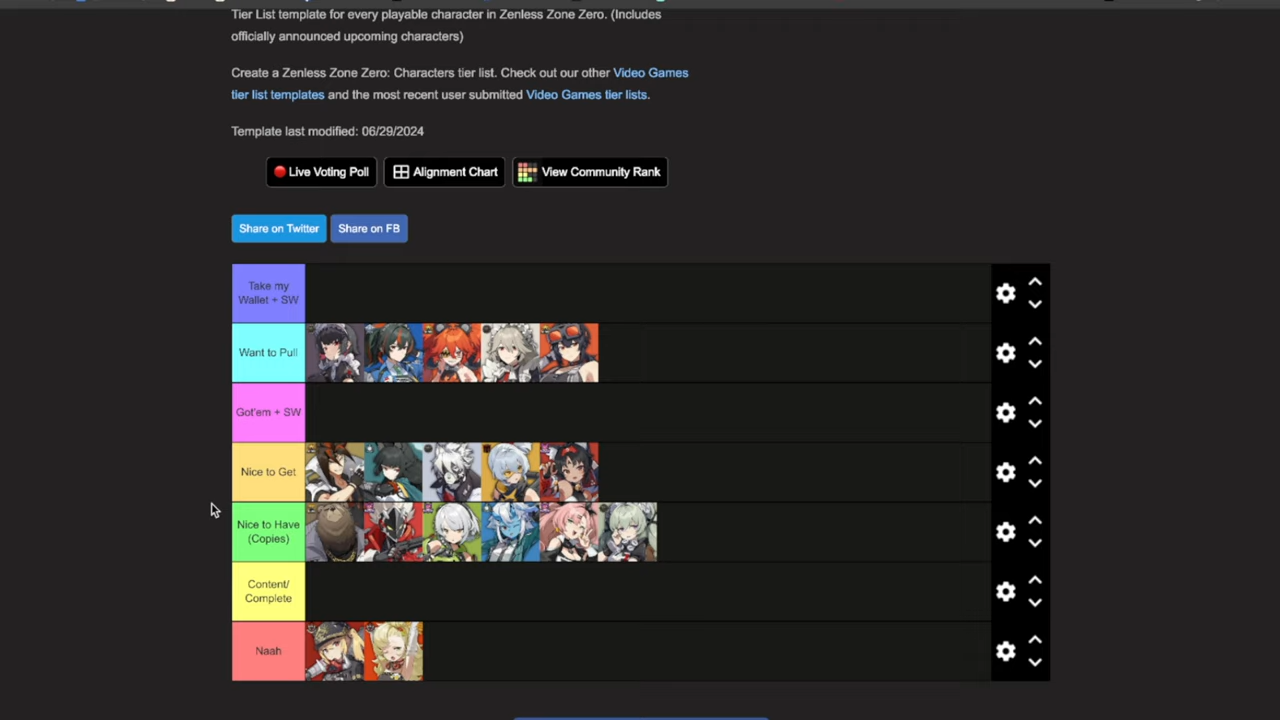 Tier List template for every playable character in Zenless Zone Zero. (Includes
officially announced upcoming characters)
Create a Zenless Zone Zero: Characters tier list. Check out our other Video Games
tier list templates and the most recent user submitted Video Games tier lists.
Template last modified: 06/29/2024
Live Voting Poll
Alignment Chart
View Community Rank
Share on Twitter
Share on FB
Take my
Wallet + SW
Want to Pull
Got'em + SW
Nice to Get
Nice to Have
(Copies)
Content/
Complete
Naah